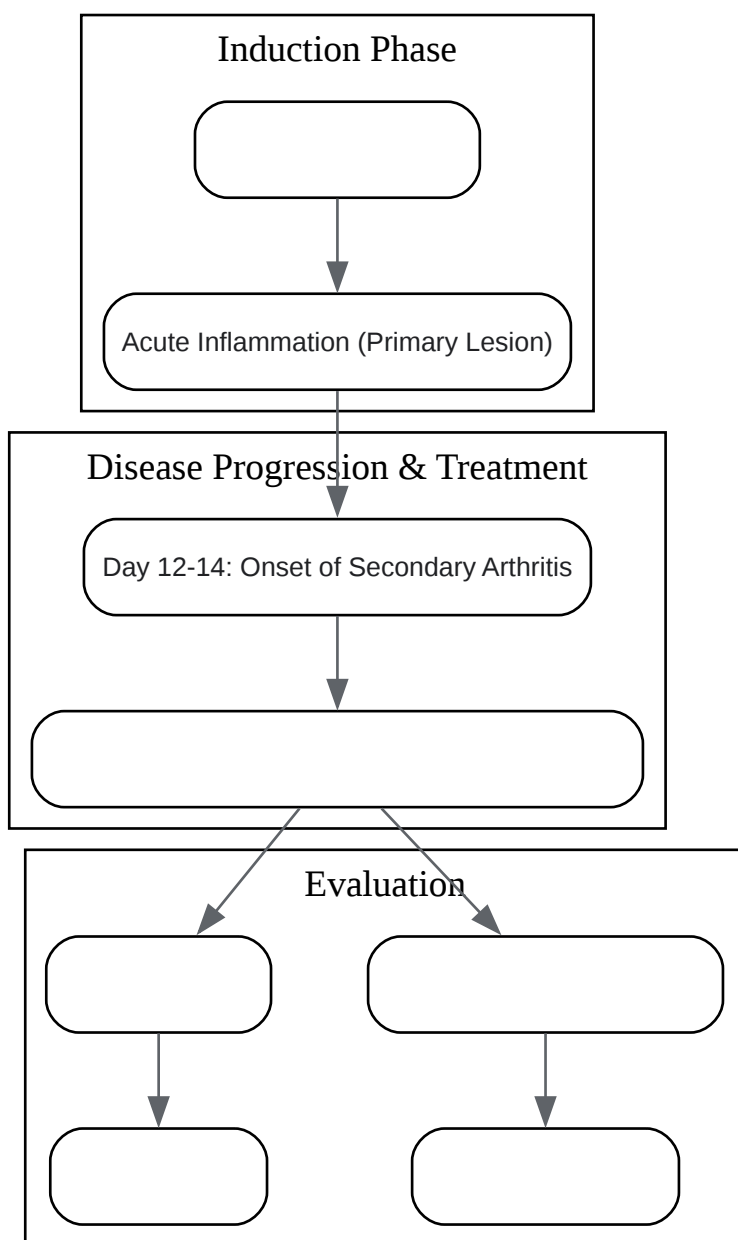 Induction Phase
Acute Inflammation (Primary Lesion)
Disease Progression & Treatment
Day 12-14: Onset of Secondary Arthritis
Evaluation